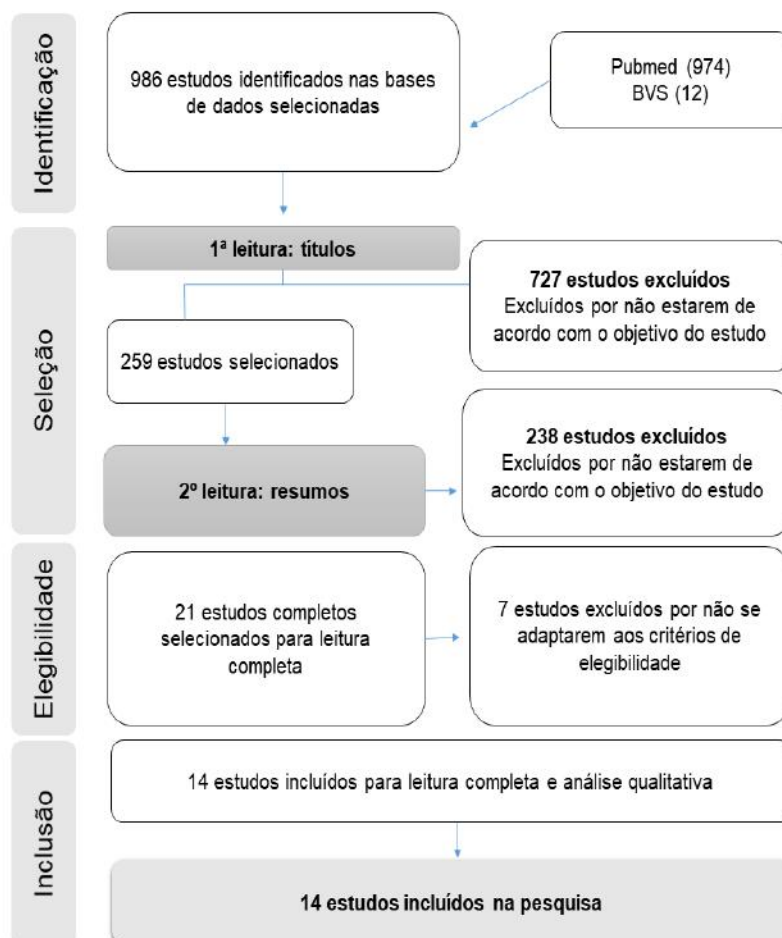 Identificação
986 estudos identificados nas bases
de dados selecionadas
Pubmed (974)
BVS (12)
Seleção
1ª leitura: títulos
727 estudos excluídos
Excluídos por não estarem de
acordo com o objetivo do estudo
259 estudos selecionados
238 estudos excluídos
Excluídos por não estarem de
acordo com o objetivo do estudo
2º leitura: resumos
Elegibilidade
21 estudos completos
selecionados para leitura
completa
7 estudos excluídos por não se
adaptarem aos critérios de
elegibilidade
Inclusão
14 estudos incluídos para leitura completa e análise qualitativa
14 estudos incluídos na pesquisa